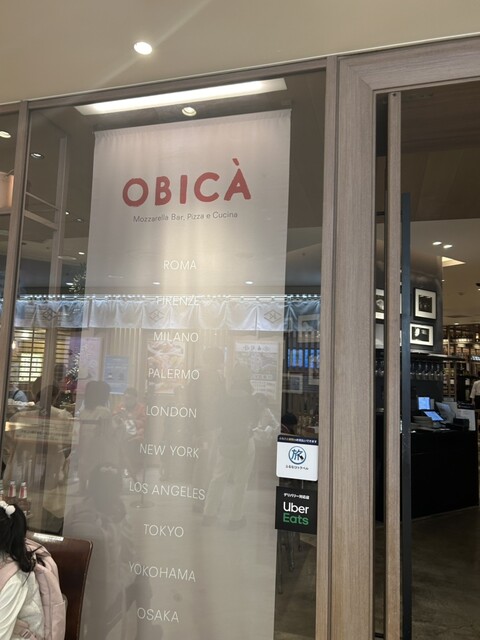 OBICÀ
Mozzarella Bar, Pizza e Cucina
ROMA
FIRENZE
MILANO
PALERMO
LONDON
NEW YORK
LOS ANGELES
TOKYO
YOKOHAMA
OSAKA
旅
Uber
Eats